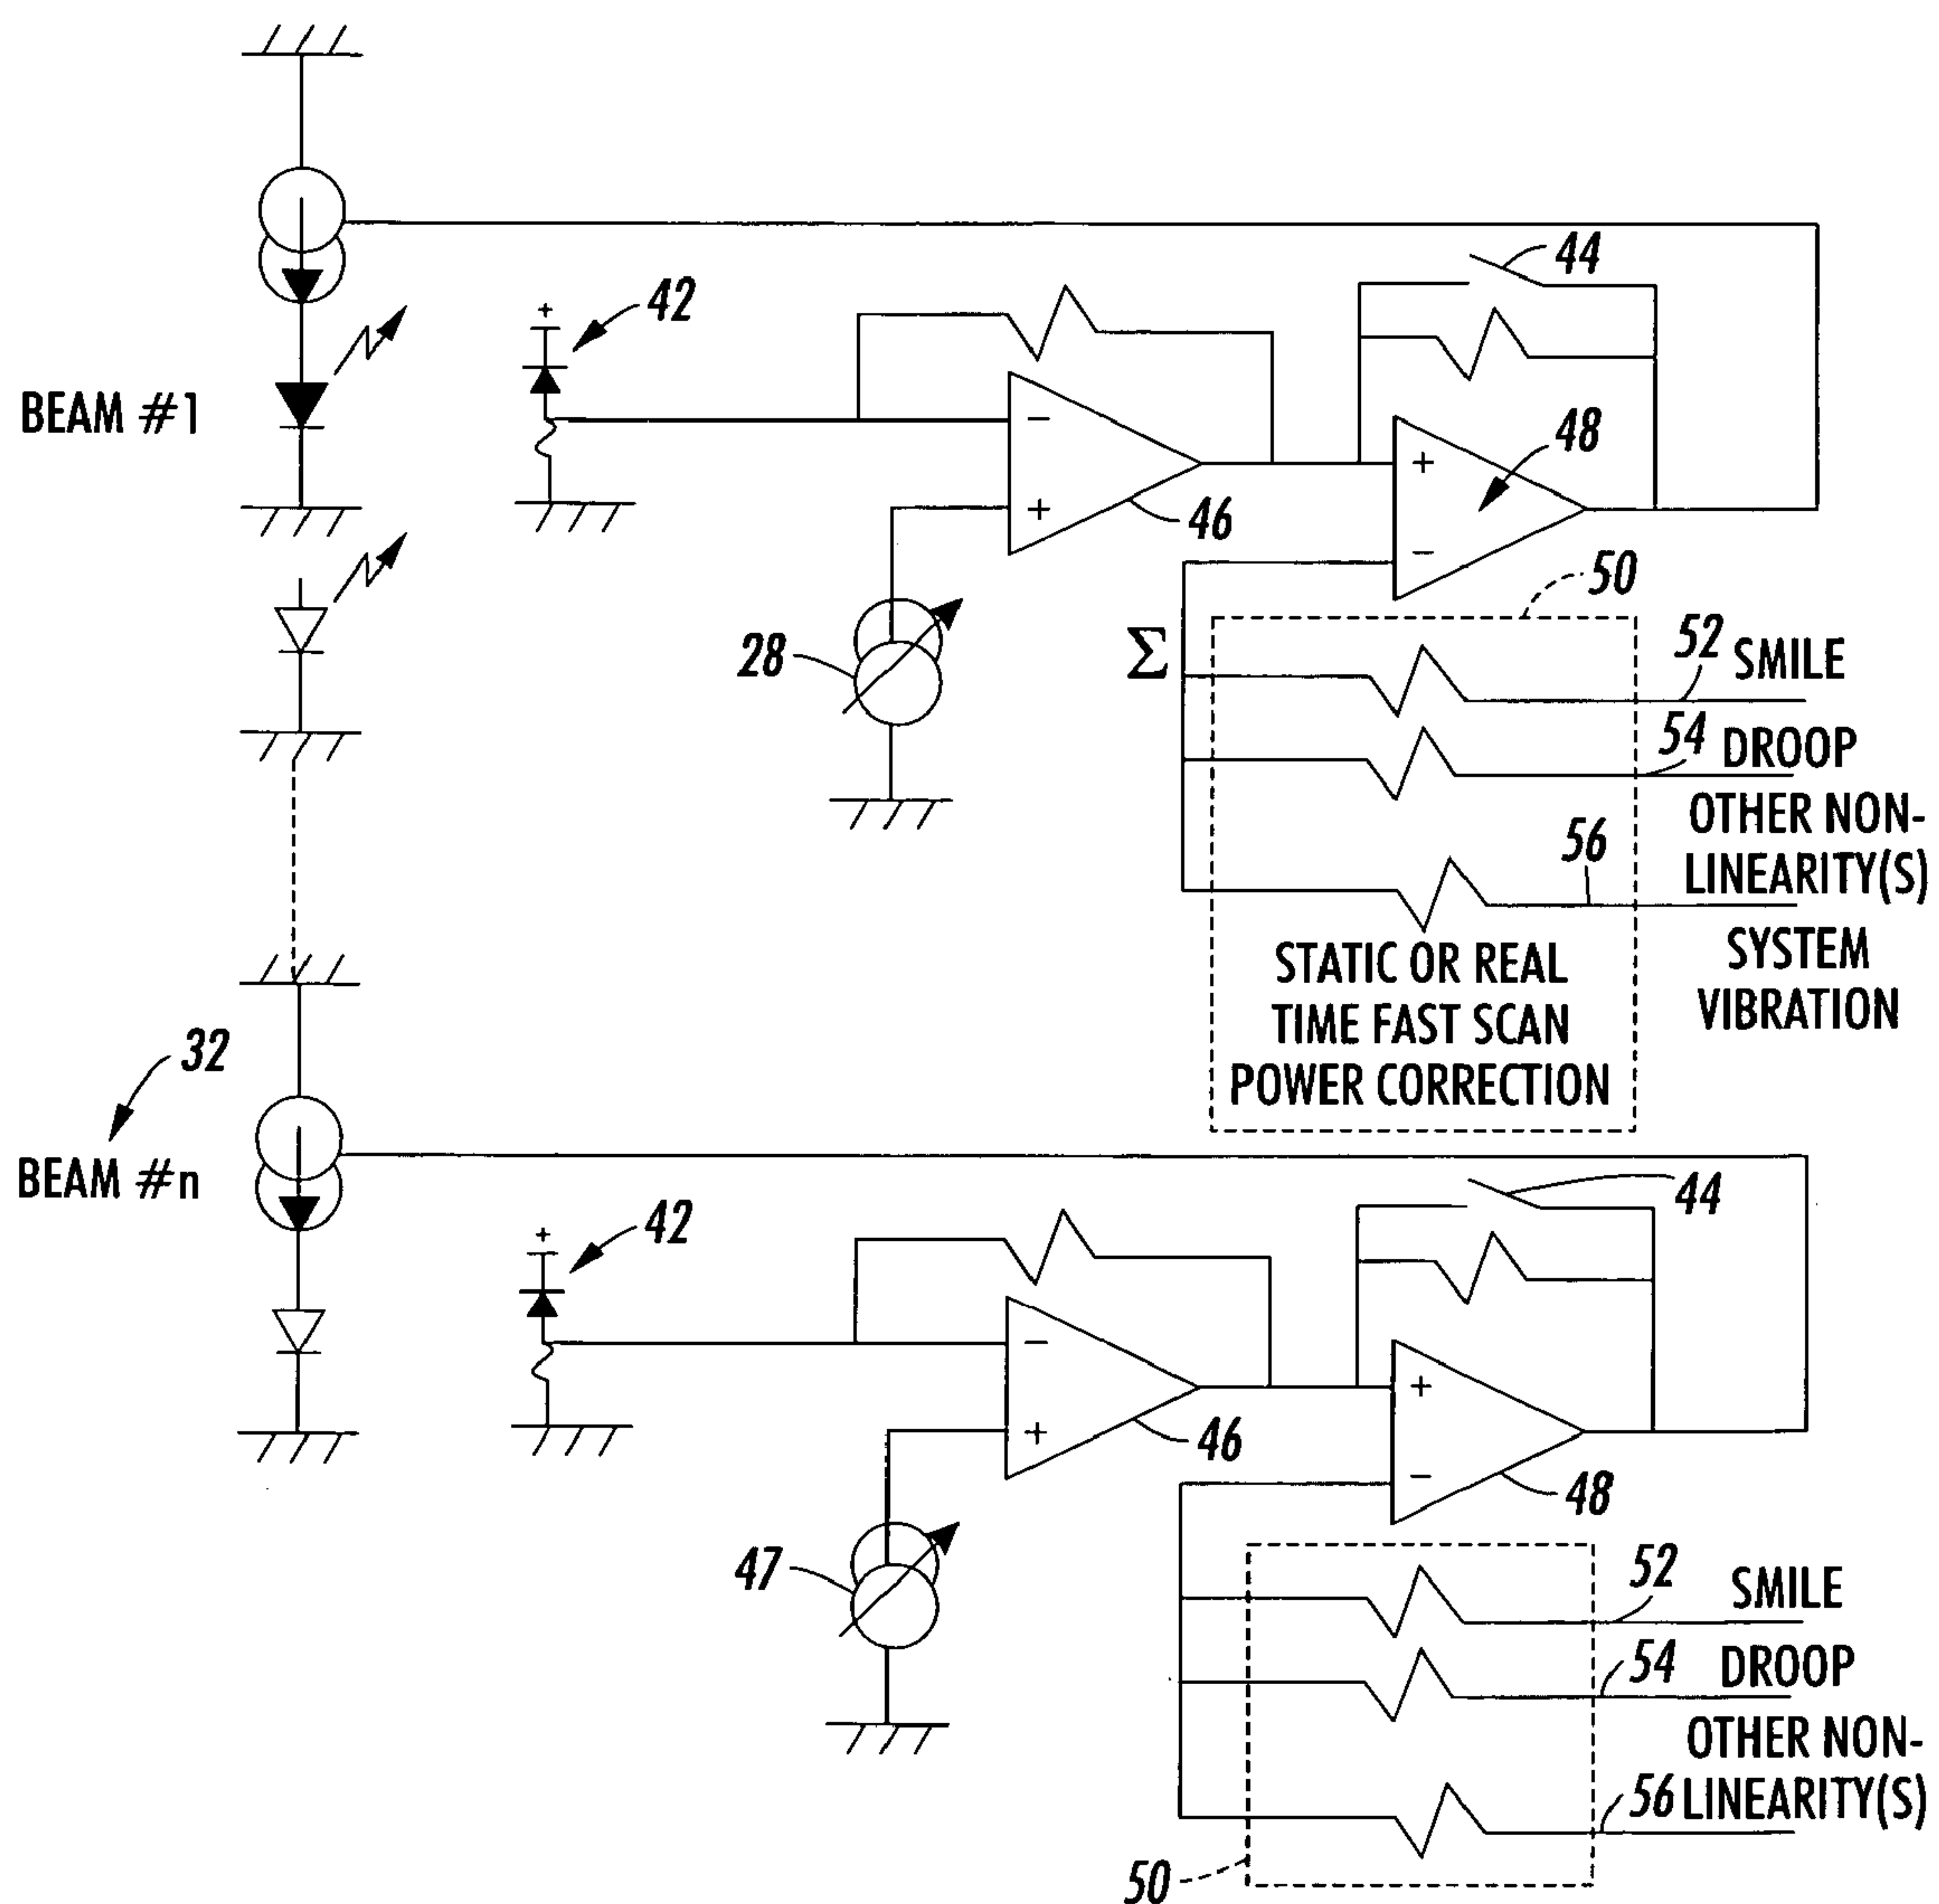 44
+
42
BEAM #1
−
+
48
+
46
−
50
Σ
28
52 SMILE
54 DROOP
OTHER NON-
56 LINEARITY(S)
STATIC OR REAL
TIME FAST SCAN
POWER CORRECTION
SYSTEM
VIBRATION
32
BEAM #n
44
+
42
−
+
+
46
−
48
47
52 SMILE
54 DROOP
OTHER NON-
56 LINEARITY(S)
50